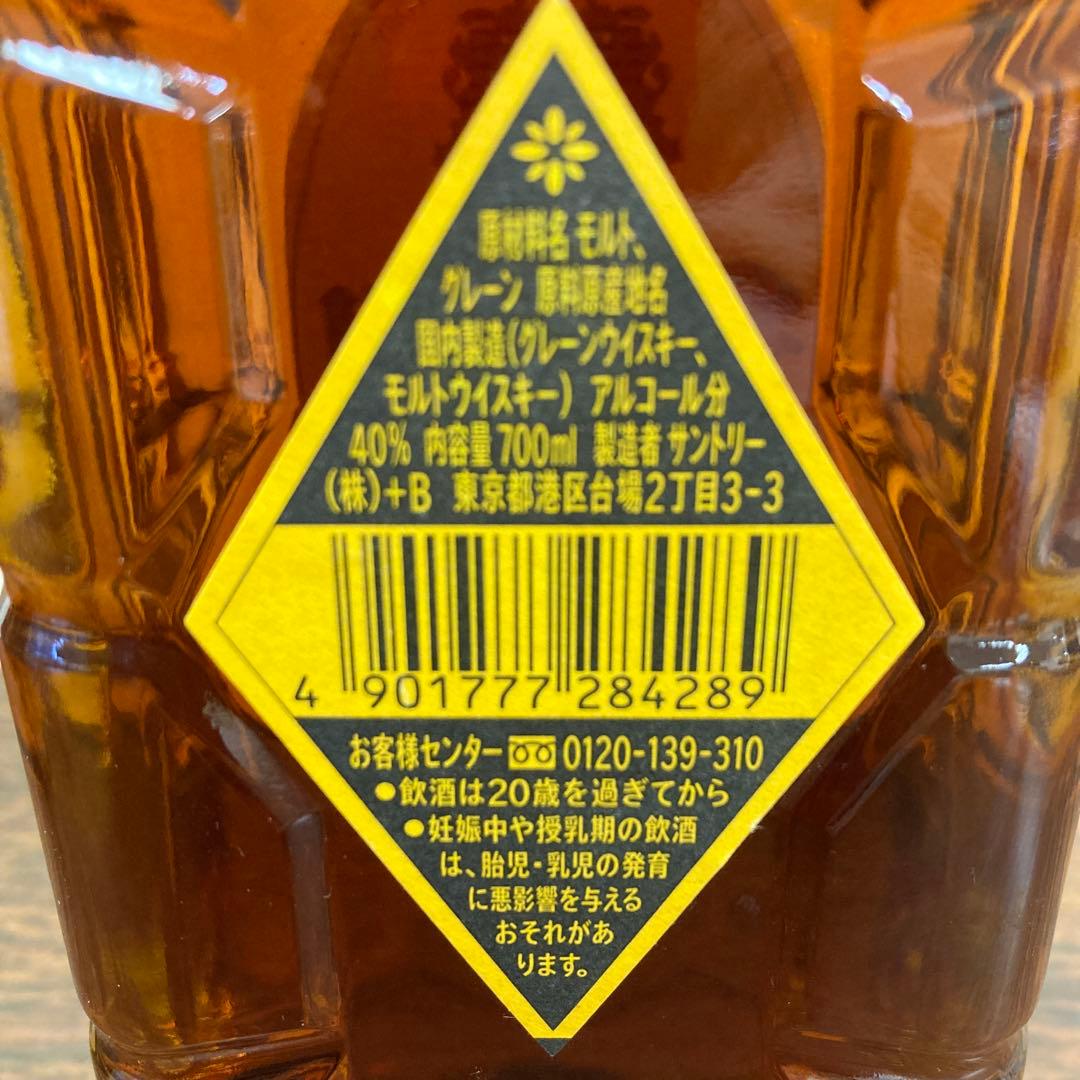 原材料名 モルト、
グレーン 原料原産地名
国内製造(グレーンウイスキー、
モルトウイスキー) アルコール分
40% 内容量 700ml 製造者 サントリー
(株)+B 東京都港区台場2丁目3-3
4 901777 284289
お客様センター 0120-139-310
●飲酒は20歳を過ぎてから
●妊娠中や授乳期の飲酒
は、胎児・乳児の発育
に悪影響を与える
おそれがあ
ります。